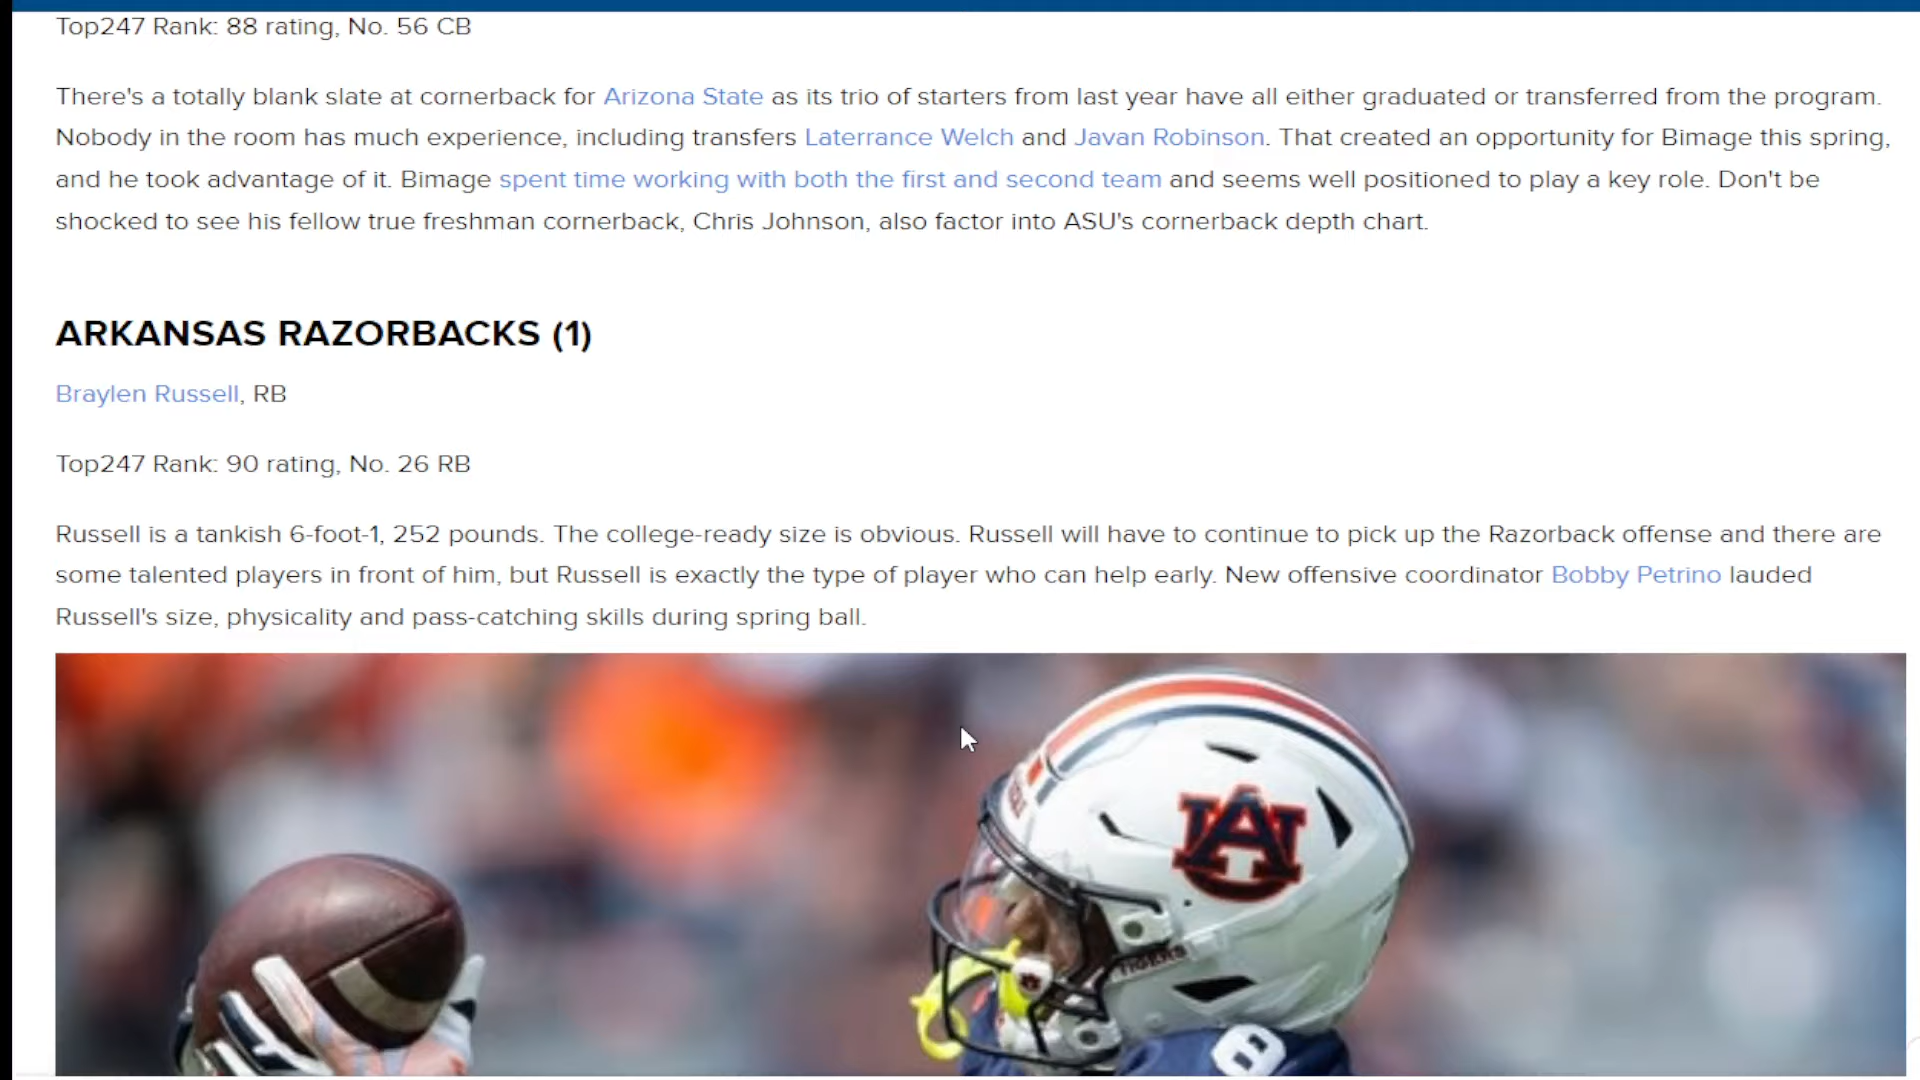 Top247 Rank: 88 rating, No. 56 CB
There's a totally blank slate at cornerback for Arizona State as its trio of starters from last year have all either graduated or transferred from the program.
Nobody in the room has much experience, including transfers Laterrance Welch and Javan Robinson. That created an opportunity for Bimage this spring,
and he took advantage of it. Bimage spent time working with both the first and second team and seems well positioned to play a key role. Don't be
shocked to see his fellow true freshman cornerback, Chris Johnson, also factor into ASU's cornerback depth chart.
ARKANSAS RAZORBACKS (1)
Braylen Russell, RB
Top247 Rank: 90 rating, No. 26 RB
Russell is a tankish 6-foot-1, 252 pounds. The college-ready size is obvious. Russell will have to continue to pick up the Razorback offense and there are
some talented players in front of him, but Russell is exactly the type of player who can help early. New offensive coordinator Bobby Petrino lauded
Russell's size, physicality and pass-catching skills during spring ball.
AU
TIGERS
8